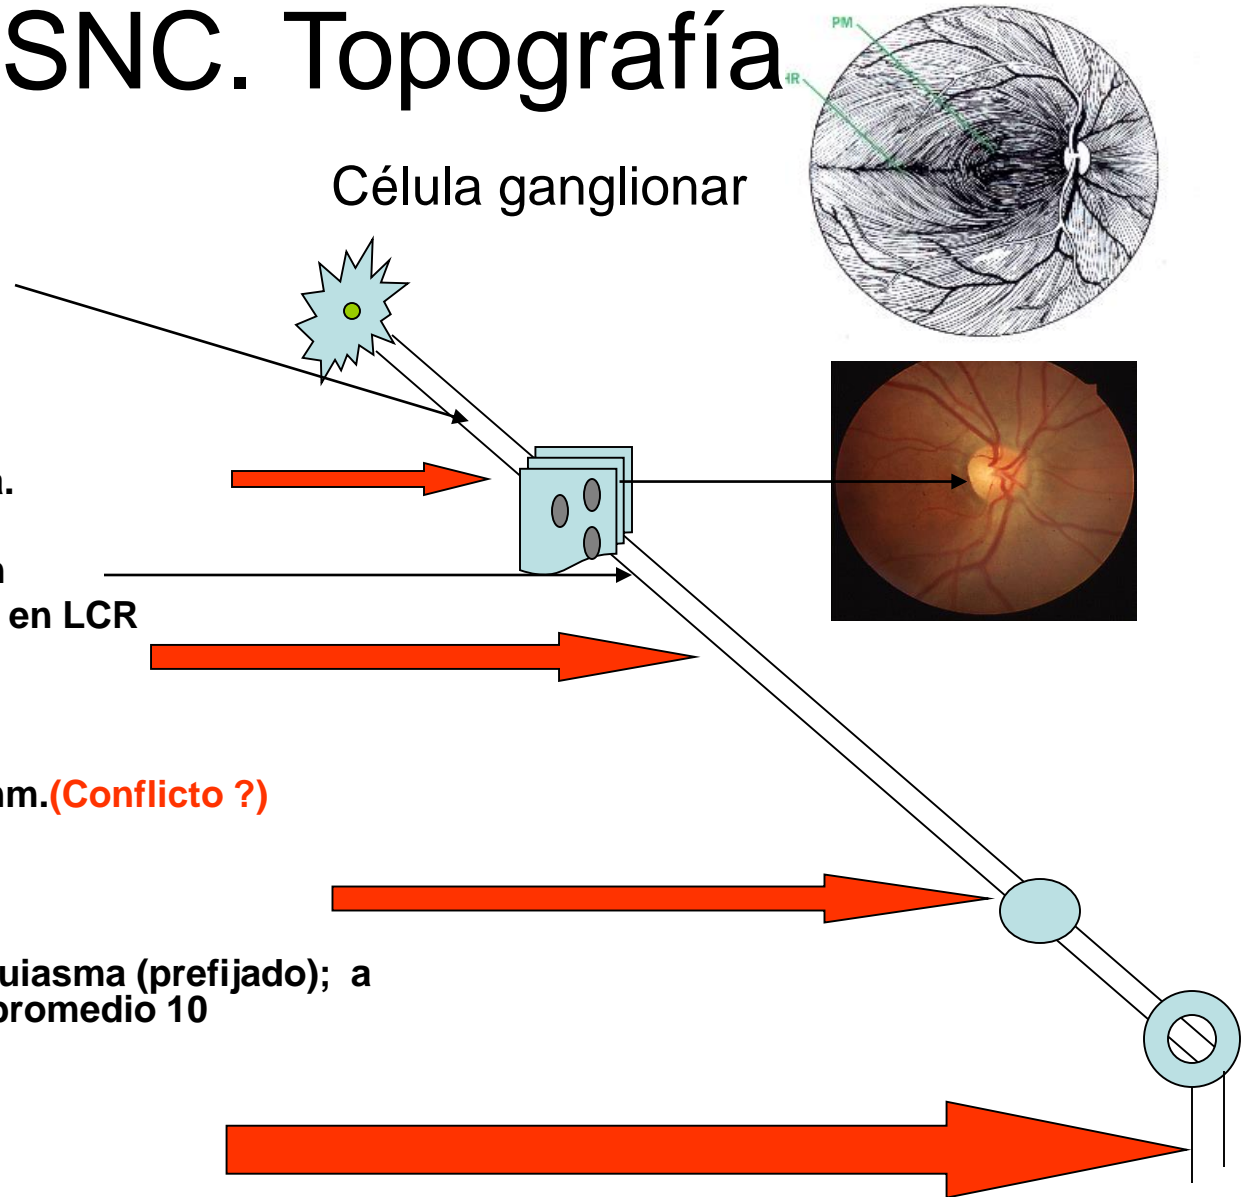 SNC. Topografía
PM
HR
Célula ganglionar
a.
en LCR
(Conflicto ?)
uiasma (prefijado); a
promedio 10